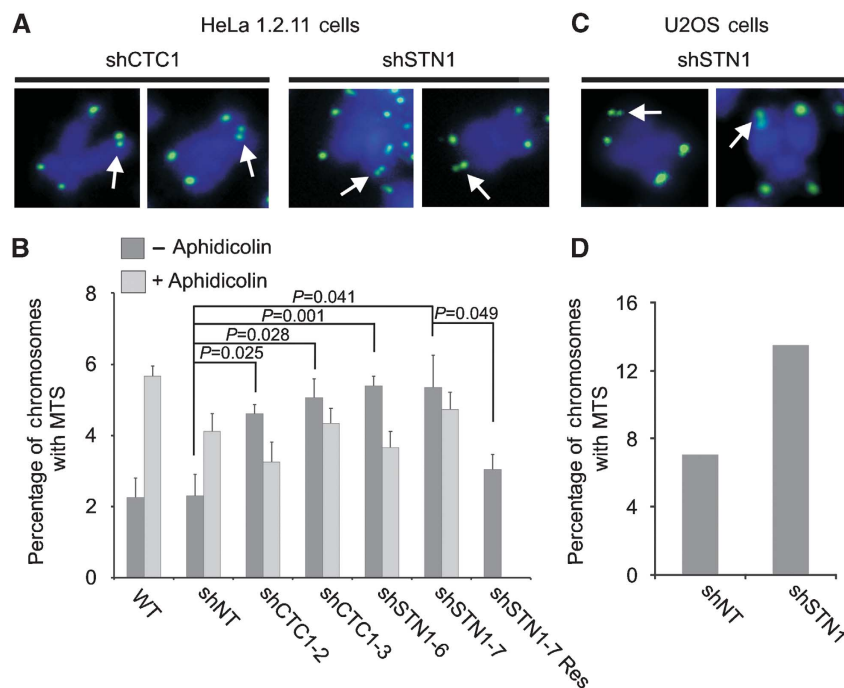 A
HeLa 1.2.11 cells
shCTC1
shSTN1
C
U2OS cells
shSTN1
B
– Aphidicolin
+ Aphidicolin
Percentage of chromosomes
with MTS
8
6
4
2
0
P=0.041
P=0.001
P=0.028
P=0.025
P=0.049
WT
shNT
shCTC1-2
shCTC1-3
shSTN1-6
shSTN1-7
shSTN1-7 Res
D
Percentage of chromosomes
with MTS
16
12
8
4
0
shNT
shSTN1